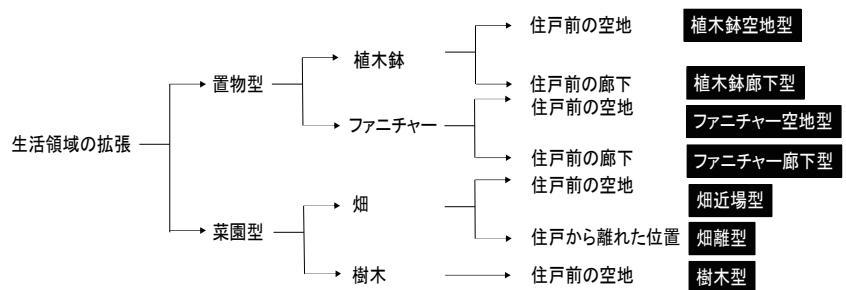 住戸前の空地 植木鉢空地型
植木鉢
置物型 住戸前の廊下 植木鉢廊下型
住戸前の空地
ファニチャー ファニチャー空地型
生活領域の拡張
住戸前の廊下 ファニチャー廊下型
住戸前の空地
畑 畑近場型
菜園型 住戸から離れた位置 畑離型
樹木 住戸前の空地 樹木型